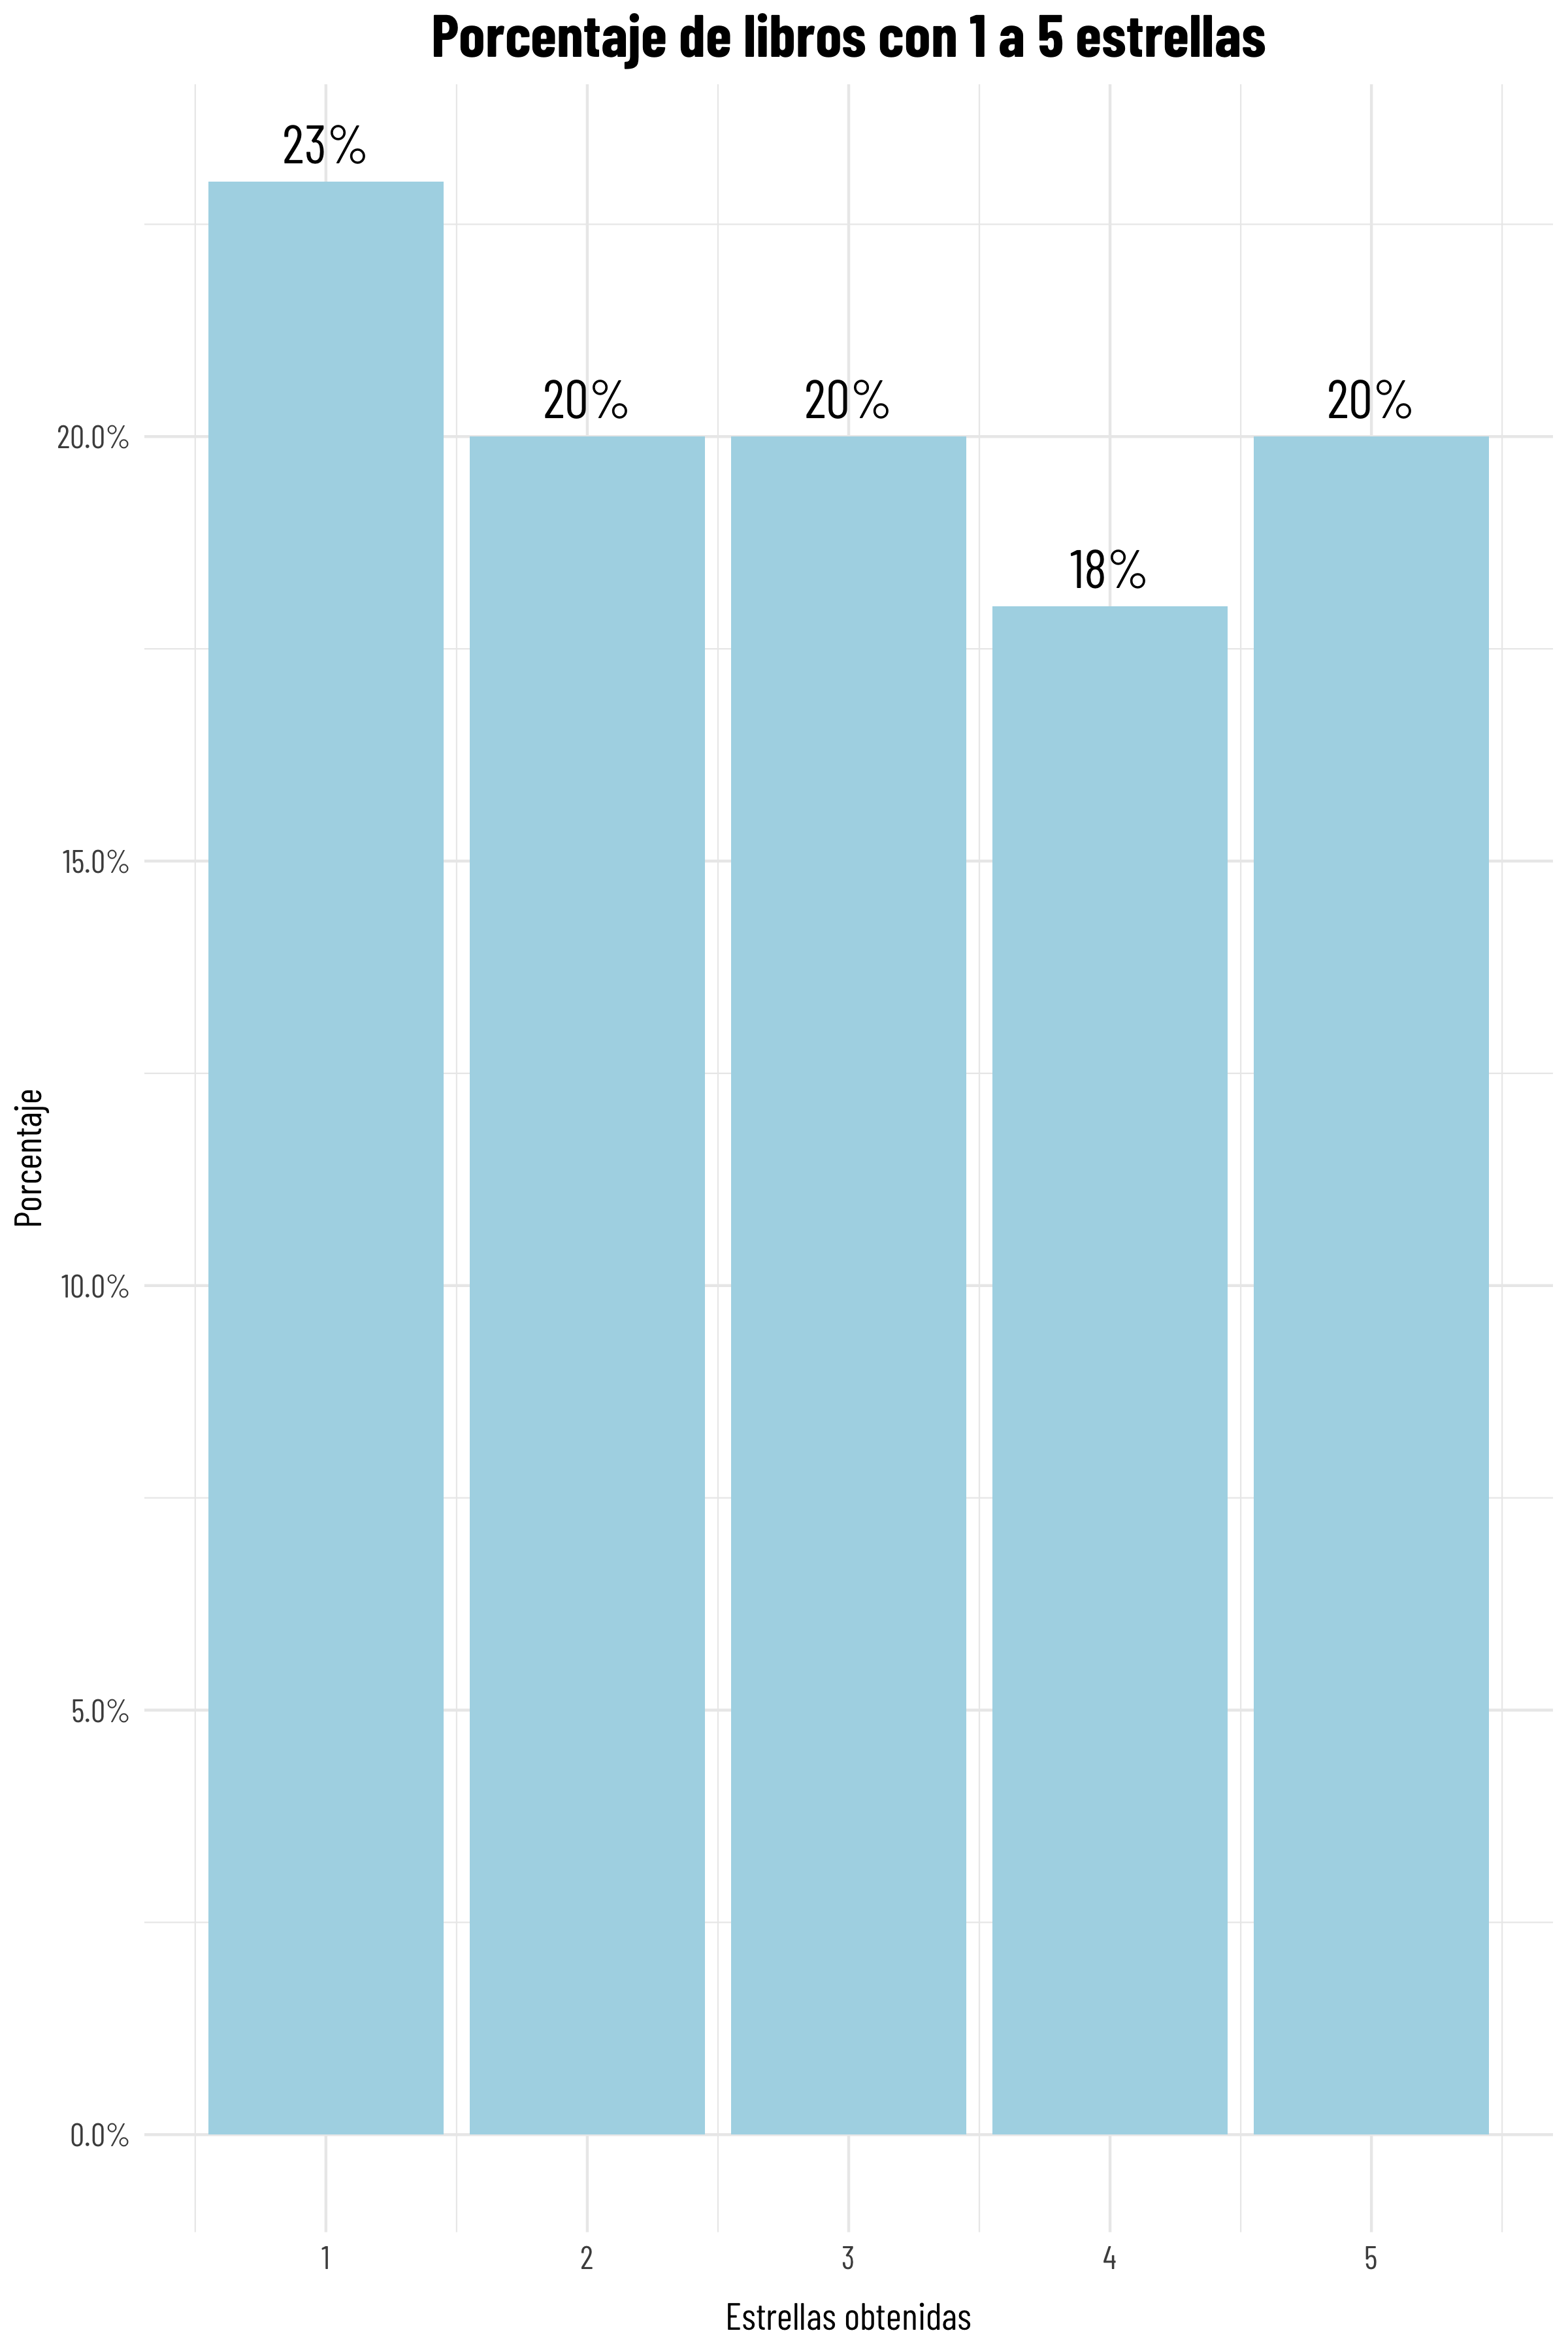 Porcentaje de libros con 1 a 5 estrellas
23%
20%
20%
18%
20%
20.0%
15.0%
10.0%
5.0%
0.0%
Porcentaje
1 2 3 4 5
Estrellas obtenidas